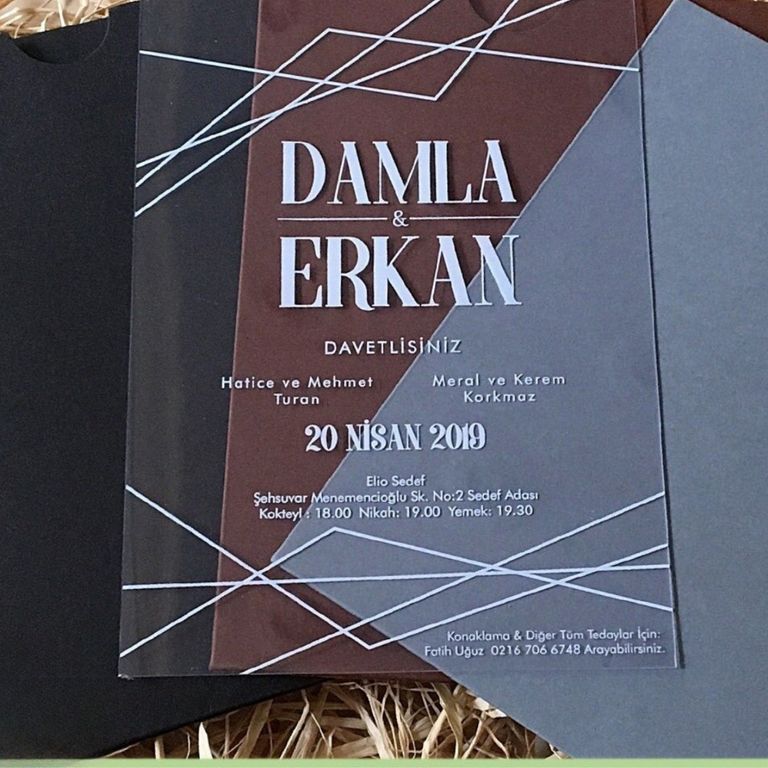 DAMLA
&
ERKAN
DAVETLİSİNİZ
Hatice ve Mehmet
Turan
Meral ve Kerem
Korkmaz
20 NİSAN 2019
Elio Sedef
Şehsuvar Menemencioğlu Sk. No:2 Sedef Adası
Kokteyl : 18.00 Nikah: 19.00 Yemek: 19.30
Konaklama & Diğer Tüm Tedaylar İçin:
Fatih Uğuz 0216 706 6748 Arayabilirsiniz.